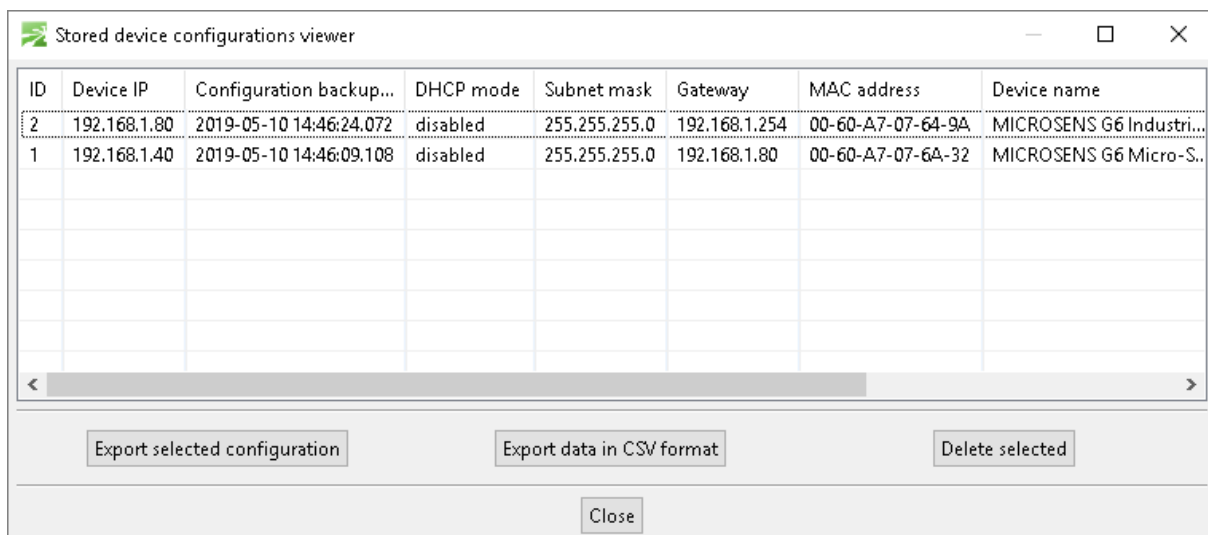 Stored device configurations viewer
ID Device IP Configuration backup... DHCP mode Subnet mask Gateway MAC address Device name
2 192.168.1.80 2019-05-10 14:46:24.072 disabled 255.255.255.0 192.168.1.254 00-60-A7-07-64-9A MICROSENS G6 Industri...
1 192.168.1.40 2019-05-10 14:46:09.108 disabled 255.255.255.0 192.168.1.80 00-60-A7-07-6A-32 MICROSENS G6 Micro-S...
Export selected configuration Export data in CSV format Delete selected
Close